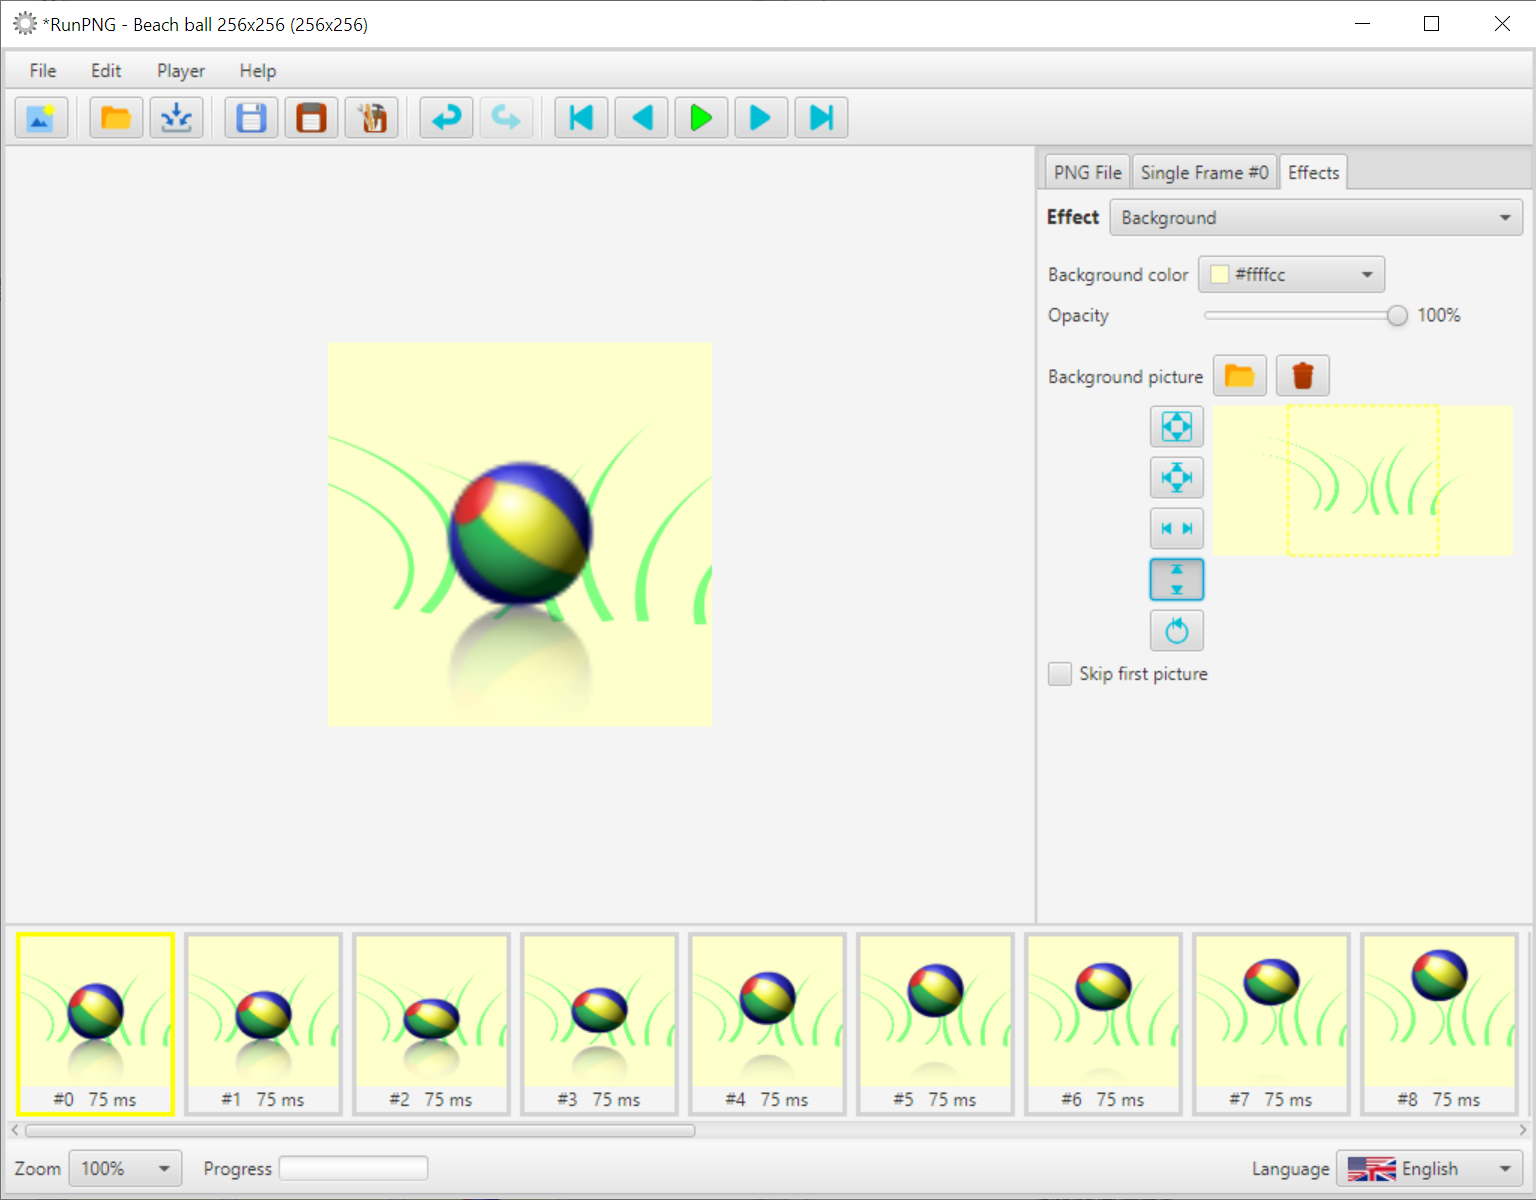 *RunPNG - Beach ball 256x256 (256x256)
File Edit Player Help
PNG File Single Frame #0 Effects
Effect Background
Background color #ffffcc
Opacity 100%
Background picture
Skip first picture
#0 75 ms #1 75 ms #2 75 ms #3 75 ms #4 75 ms #5 75 ms #6 75 ms #7 75 ms #8 75 ms
Zoom 100% Progress Language English